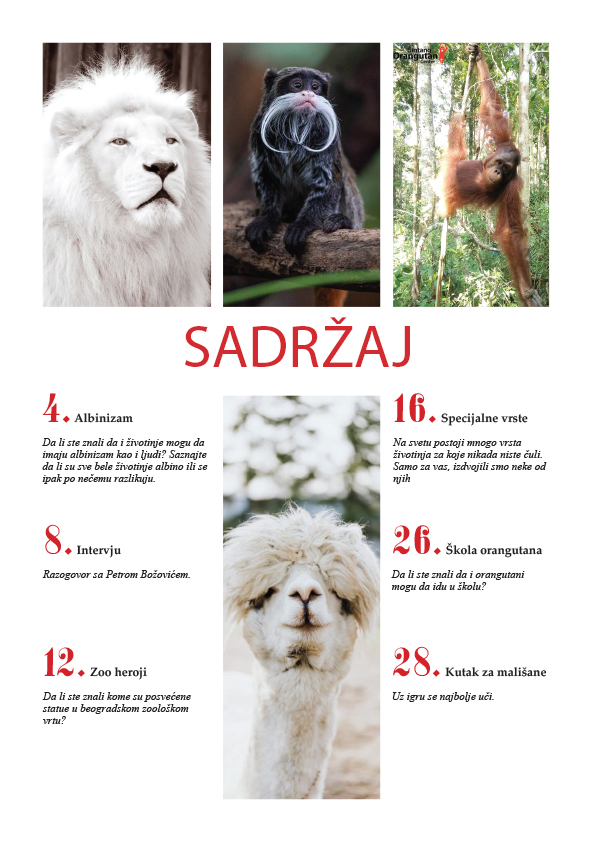 Bintang
Orangutan
Center
SADRŽAJ
4 Albinizam
Da li ste znali da i životinje mogu da
imaju albinizam kao i ljudi? Saznajte
da li su sve bele životinje albino ili se
ipak po nečemu razlikuju.
8 Intervju
Razogovor sa Petrom Božovićem.
12 Zoo heroji
Da li ste znali kome su posvećene
statue u beogradskom zoološkom
vrtu?
16 Specijalne vrste
Na svetu postoji mnogo vrsta
životinja za koje nikada niste čuli.
Samo za vas, izdvojili smo neke od
njih
26 Škola orangutana
Da li ste znali da i orangutani
mogu da idu u školu?
28 Kutak za mališane
Uz igru se najbolje uči.